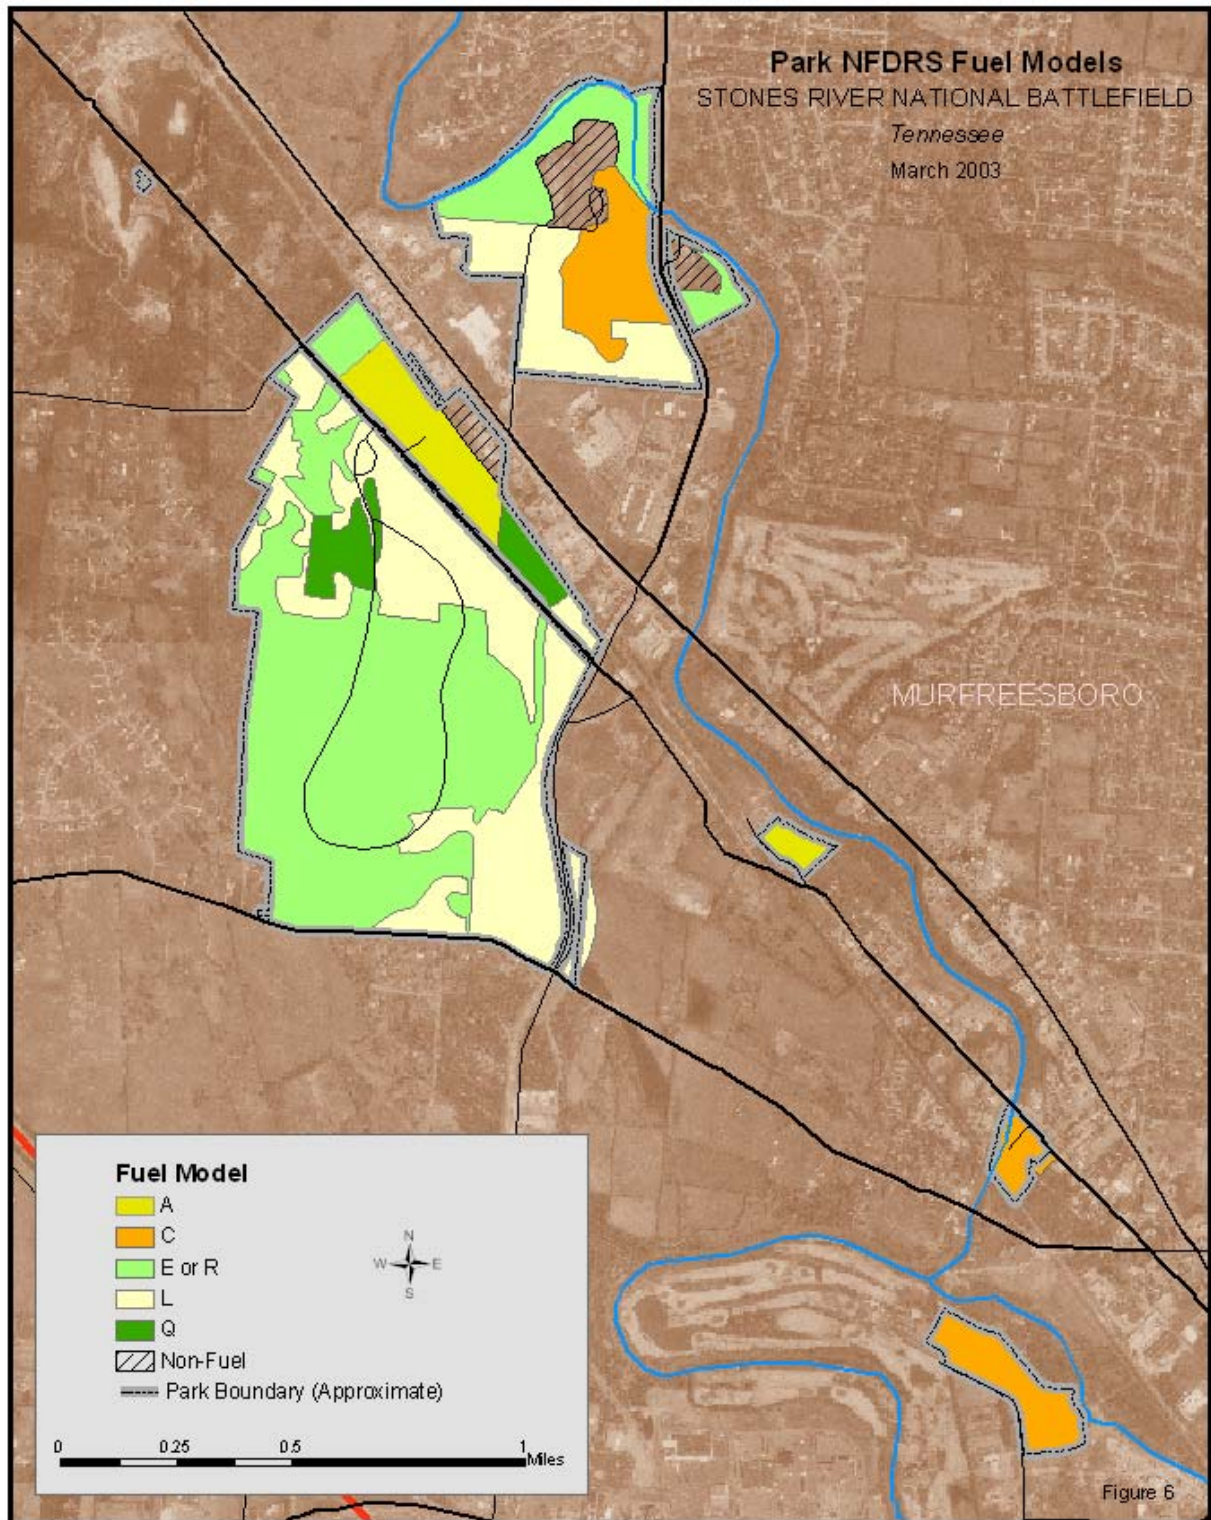 Park NFDRS Fuel Models
STONES RIVER NATIONAL BATTLEFIELD
Tennessee
March 2003
MURFREESBORO
Fuel Model
A
C
E or R
L
Q
Non-Fuel
Park Boundary (Approximate)
N
W E
S
0 0.25 0.5 1
Miles
Figure 6